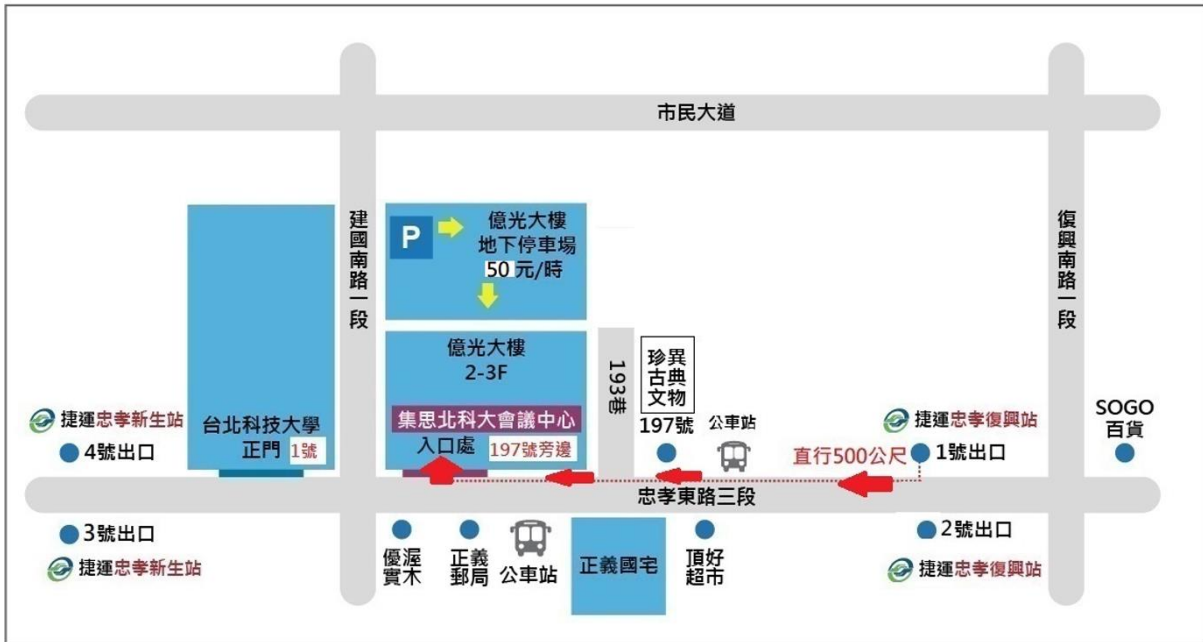 市民大道
建國南路一段
復興南路一段
P
億光大樓
地下停車場
50 元/時
億光大樓
2-3F
集思北科大會議中心
入口處 197號旁邊
193巷
珍異
古典
文物
197號
公車站
捷運忠孝新生站
4號出口
台北科技大學
正門 1號
直行500公尺
捷運忠孝復興站
1號出口
SOGO
百貨
忠孝東路三段
3號出口
捷運忠孝新生站
優渥
實木
正義
郵局
公車站
正義國宅
頂好
超市
2號出口
捷運忠孝復興站